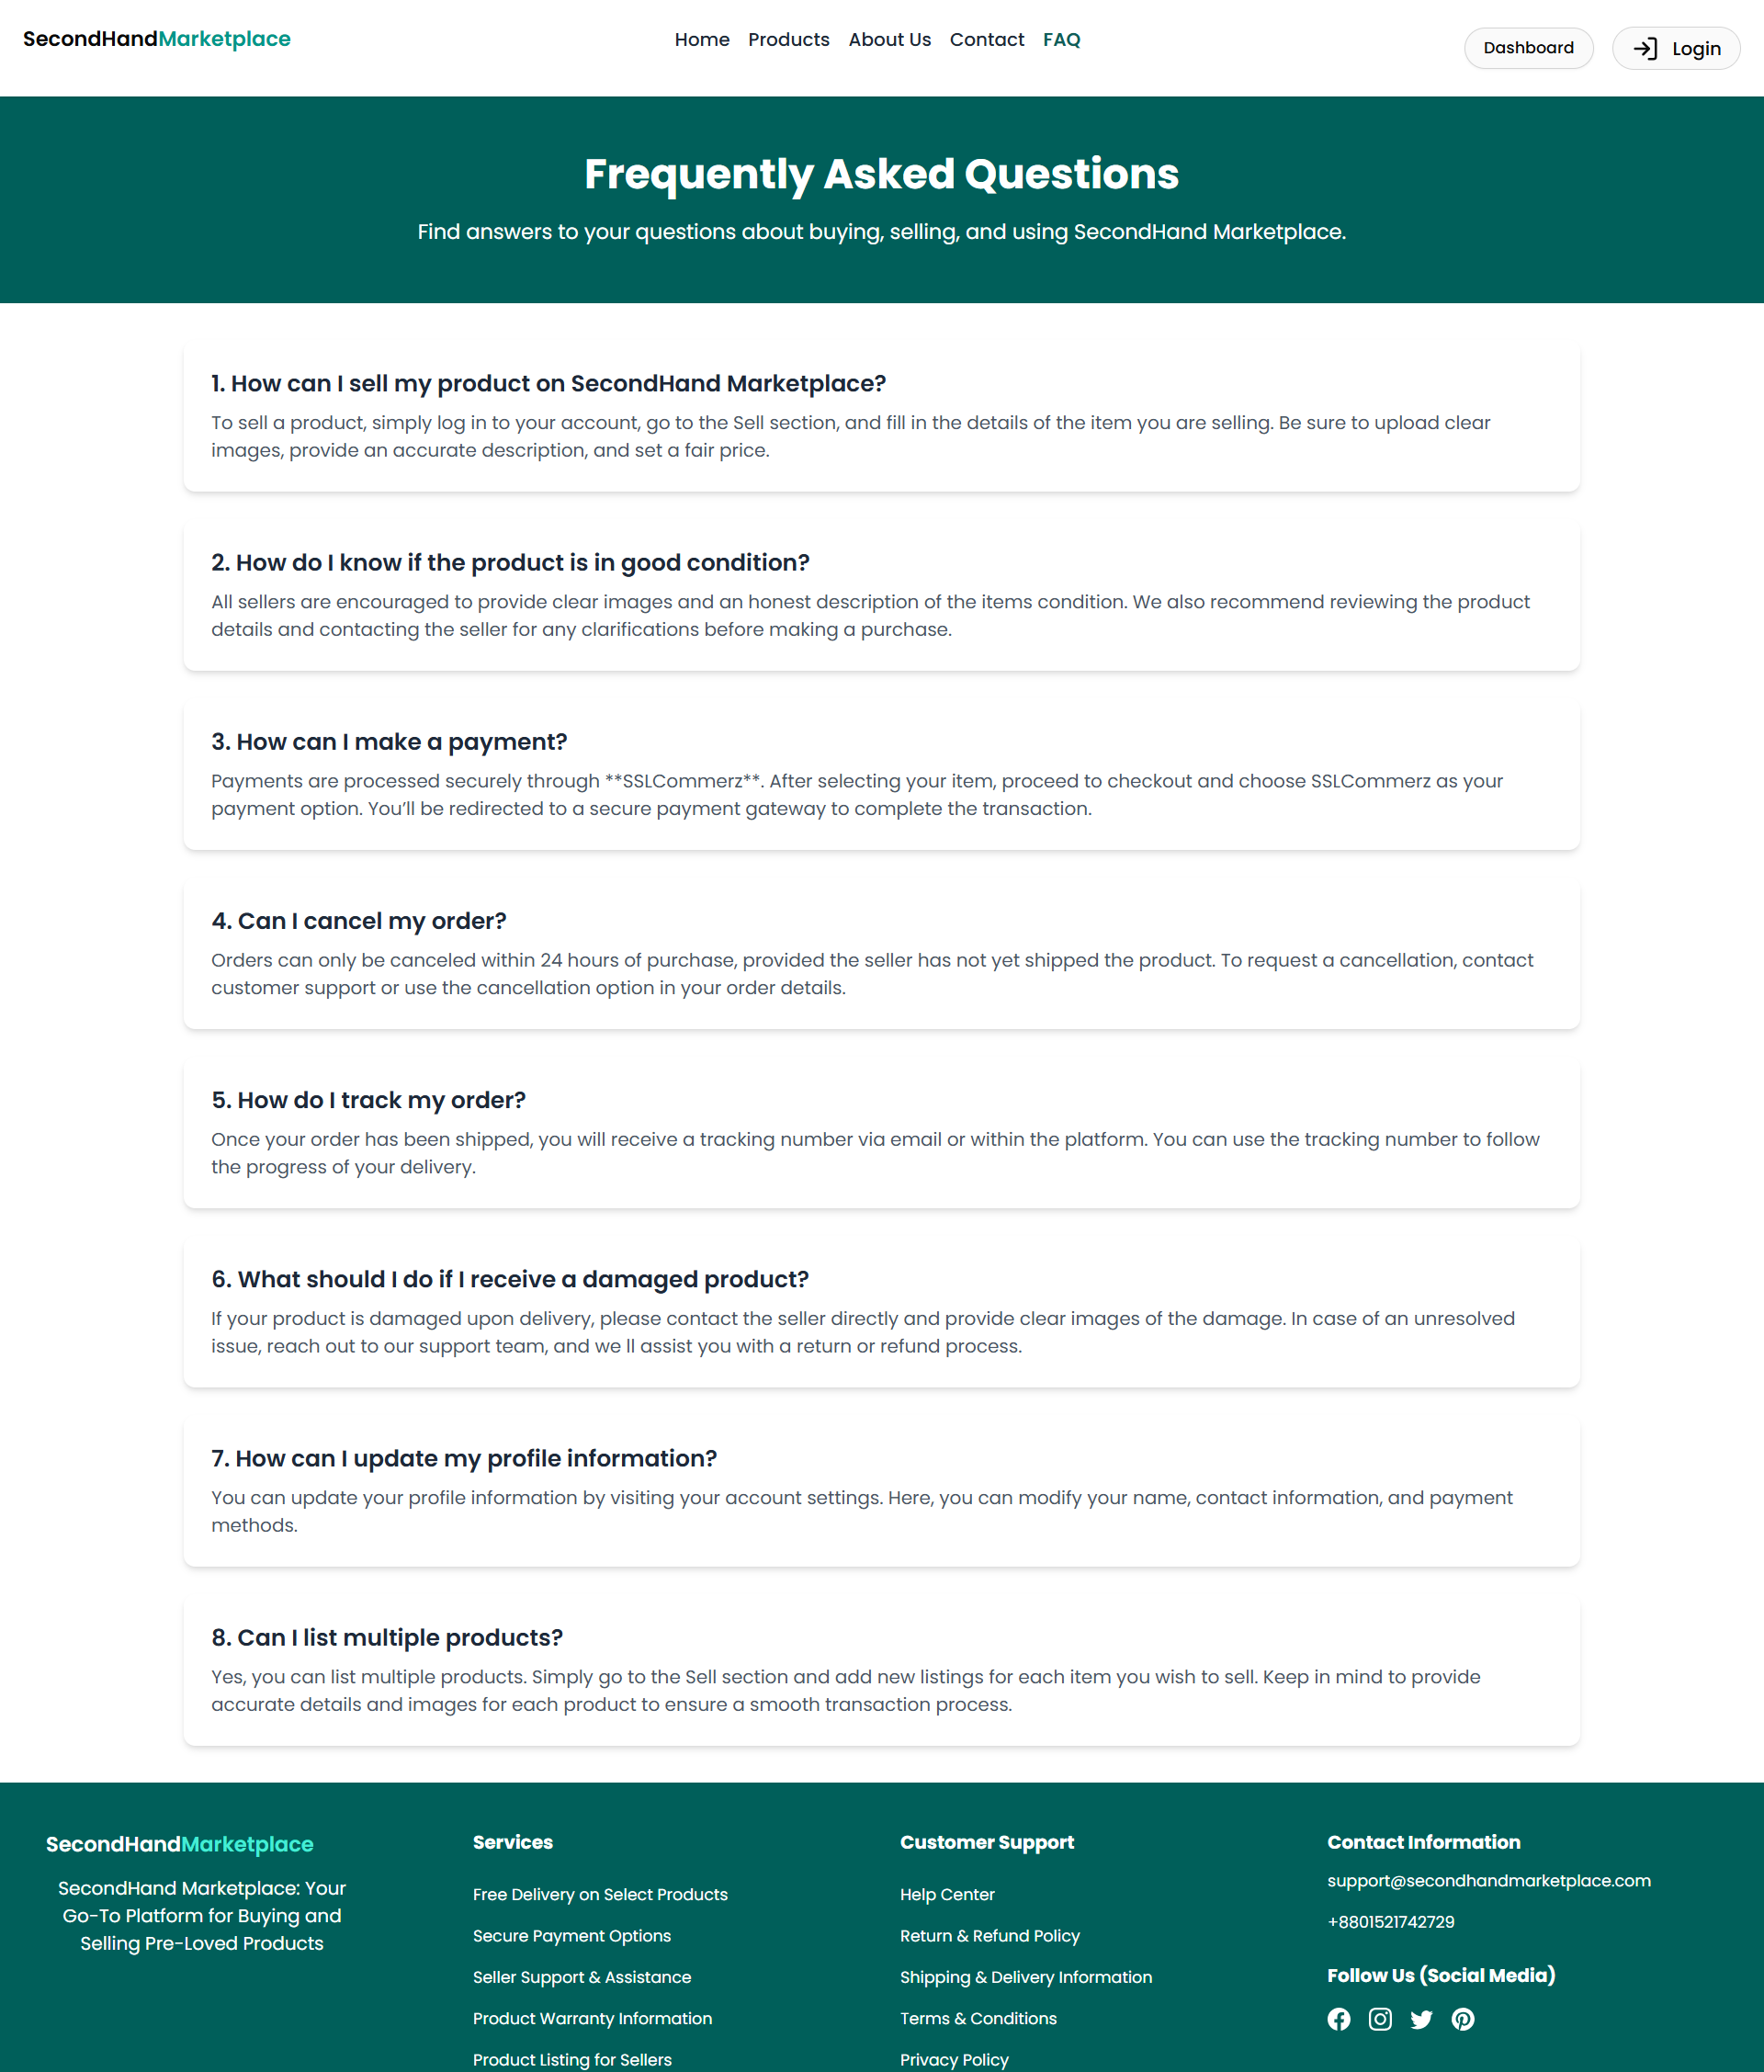 SecondHandMarketplace
Home Products About Us Contact FAQ
Dashboard
Login
Frequently Asked Questions
Find answers to your questions about buying, selling, and using SecondHand Marketplace.
1. How can I sell my product on SecondHand Marketplace?
To sell a product, simply log in to your account, go to the Sell section, and fill in the details of the item you are selling. Be sure to upload clear
images, provide an accurate description, and set a fair price.
2. How do I know if the product is in good condition?
All sellers are encouraged to provide clear images and an honest description of the items condition. We also recommend reviewing the product
details and contacting the seller for any clarifications before making a purchase.
3. How can I make a payment?
Payments are processed securely through **SSLCommerz**. After selecting your item, proceed to checkout and choose SSLCommerz as your
payment option. You’ll be redirected to a secure payment gateway to complete the transaction.
4. Can I cancel my order?
Orders can only be canceled within 24 hours of purchase, provided the seller has not yet shipped the product. To request a cancellation, contact
customer support or use the cancellation option in your order details.
5. How do I track my order?
Once your order has been shipped, you will receive a tracking number via email or within the platform. You can use the tracking number to follow
the progress of your delivery.
6. What should I do if I receive a damaged product?
If your product is damaged upon delivery, please contact the seller directly and provide clear images of the damage. In case of an unresolved
issue, reach out to our support team, and we ll assist you with a return or refund process.
7. How can I update my profile information?
You can update your profile information by visiting your account settings. Here, you can modify your name, contact information, and payment
methods.
8. Can I list multiple products?
Yes, you can list multiple products. Simply go to the Sell section and add new listings for each item you wish to sell. Keep in mind to provide
accurate details and images for each product to ensure a smooth transaction process.
SecondHandMarketplace
SecondHand Marketplace: Your
Go-To Platform for Buying and
Selling Pre-Loved Products
Services
Free Delivery on Select Products
Secure Payment Options
Seller Support & Assistance
Product Warranty Information
Product Listing for Sellers
Customer Support
Help Center
Return & Refund Policy
Shipping & Delivery Information
Terms & Conditions
Privacy Policy
Contact Information
support@secondhandmarketplace.com
+8801521742729
Follow Us (Social Media)